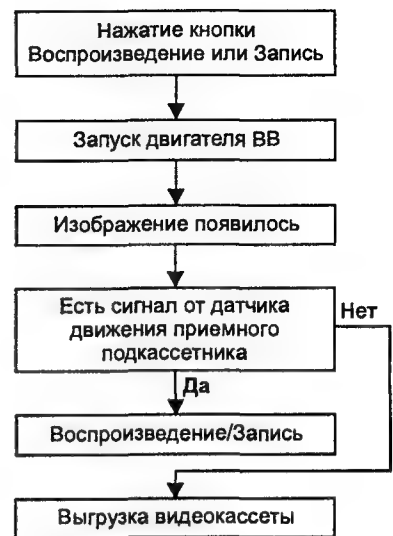 Нажатие кнопки
Воспроизведение или Запись
Запуск двигателя ВВ
Изображение появилось
Есть сигнал от датчика
движения приемного
подкассетника
Нет
Да
Воспроизведение/Запись
Выгрузка видеокассеты